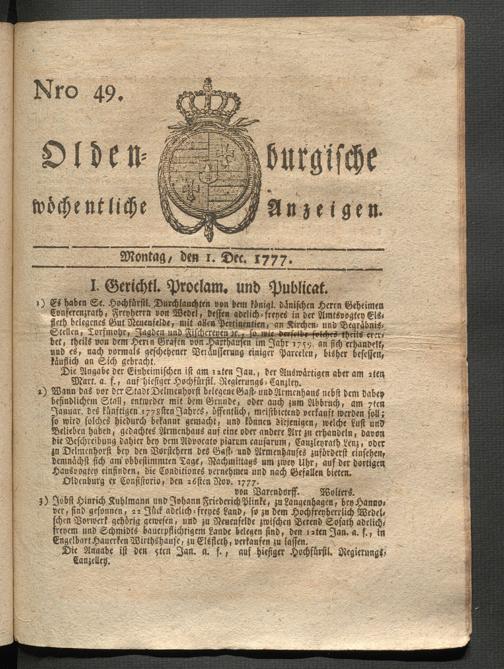 Nro 49.
Olden- burgische
wöchentliche Anzeigen.
Montag, den 1. Dec. 1777.
I. Gerichtl. Proclam. und Publicat.
1) Es haben Se. Hochfürstl. Durchlauchten von dem königl. dänischen Herrn Geheimen
Conferenzrath, Freyherrn von Wedel, dessen adelich-freyes in der Amtsvogtey Els-
fleth belegenes Gut Neuenfelde, mit allen Pertinentien, an Kirchen- und Begräbnis-
Stellen, Torfmohr, Jagden und Fischereyen ꝛc., so wie derselbe solches theils erer-
bet, theils von dem Herrn Grafen von Haxthausen im Jahr 1759. an sich erhandelt,
und es, nach vormals geschehener Veräusserung einiger Parcelen, bisher besessen,
käuflich an Sich gebracht.
Die Angabe der Einheimischen ist am 12ten Jan., der Auswärtigen aber am 2ten
Mart. a. f., auf hiesiger Hochfürstl. Regierungs-Canzley.
2) Wann das vor der Stadt Delmenhorst belegene Gast- und Armenhaus nebst dem dabey
befindlichem Stall, entweder mit dem Grunde, oder auch zum Abbruch, am 7ten
Januar. des künftigen 1778sten Jahres, öffentlich, meistbietend verkauft werden soll;
so wird solches hiedurch bekannt gemacht, und können diejenigen, welche Lust und
Belieben haben, gedachtes Armenhaus auf eine oder andere Art zu erhandeln, davon
die Beschreibung daher bey dem Advocato piarum causarum, Canzleyrath Lenz, oder
zu Delmenhorst bey den Vorstehern des Gast- und Armenhauses zuförderst einsehen,
demnächst sich am obbestimmten Tage, Nachmittags um zwey Uhr, auf der dortigen
Hausvogtey einfinden, die Conditiones vernehmen und nach Gefallen bieten.
Oldenburg er Consistorio, den 26sten Nov. 1777.
von Varendorff. Wolters.
3) Jobst Hinrich Kuhlmann und Johann Friederich Plinke, zu Langenhagen, bey Hanno-
ver, sind gesonnen, 22 Jück adelich-freyes Land, so zu dem Hochfreyherrlich Wedel-
schen Vorwerk gehörig gewesen, und zu Neuenfelde zwischen Berend Sosath adelich-
freyem und Schmidts bauerpflichtigem Lande belegen sind, den 12ten Jan. a. f., in
Engelbart Hauerken Wirthshause, zu Elsfleth, verkaufen zu lassen.
Die Angabe ist den 5ten Jan. a. f., auf hiesiger Hochfürstl. Regierungs-
Canzelley.